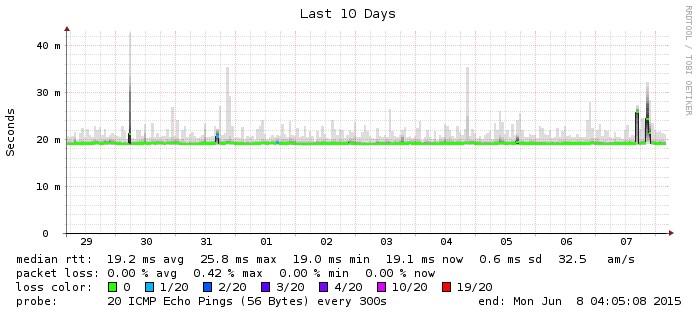 Last 10 Days
RRDTOOL / TOBI OETIKER
Seconds
40 m
30 m
20 m
10 m
0
29 30 31 01 02 03 04 05 06 07
median rtt: 19.2 ms avg 25.8 ms max 19.0 ms min 19.1 ms now 0.6 ms sd 32.5 am/s
packet loss: 0.00 % avg 0.42 % max 0.00 % min 0.00 % now
loss color: 0 1/20 2/20 3/20 4/20 10/20 19/20
probe: 20 ICMP Echo Pings (56 Bytes) every 300s end: Mon Jun 8 04:05:08 2015